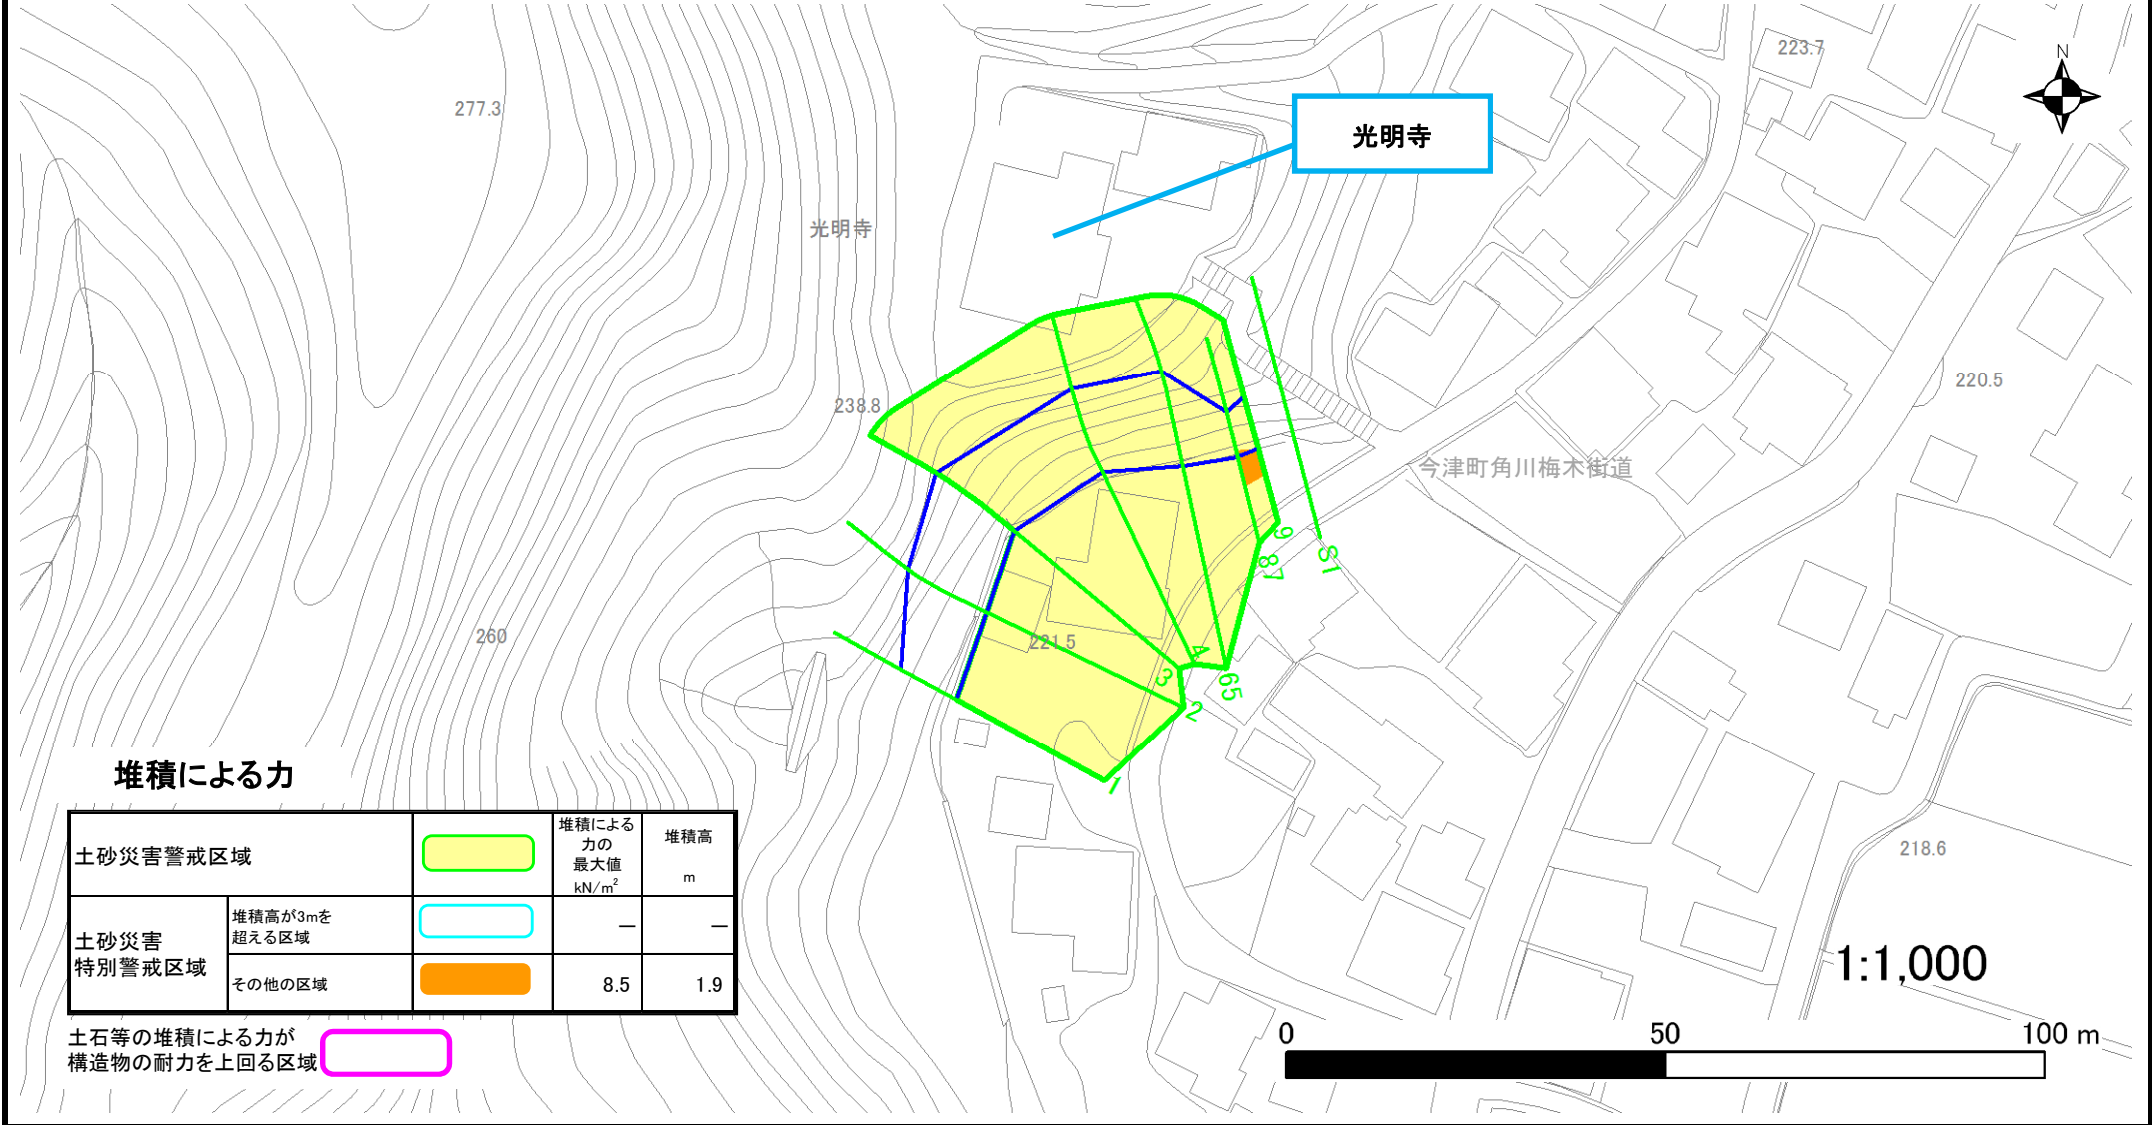 277.3
223.7
N
光明寺
光明寺
238.8
220.5
今津町角川梅木街道
260
221.5
9
S1
87
4
3
65
2
1
218.6
堆積による力
土砂災害警戒区域
堆積による
力の
最大値
kN/m²
堆積高
m
土砂災害
特別警戒区域
堆積高が3mを
超える区域
—
—
その他の区域
8.5
1.9
土石等の堆積による力が
構造物の耐力を上回る区域
1:1,000
0
50
100 m